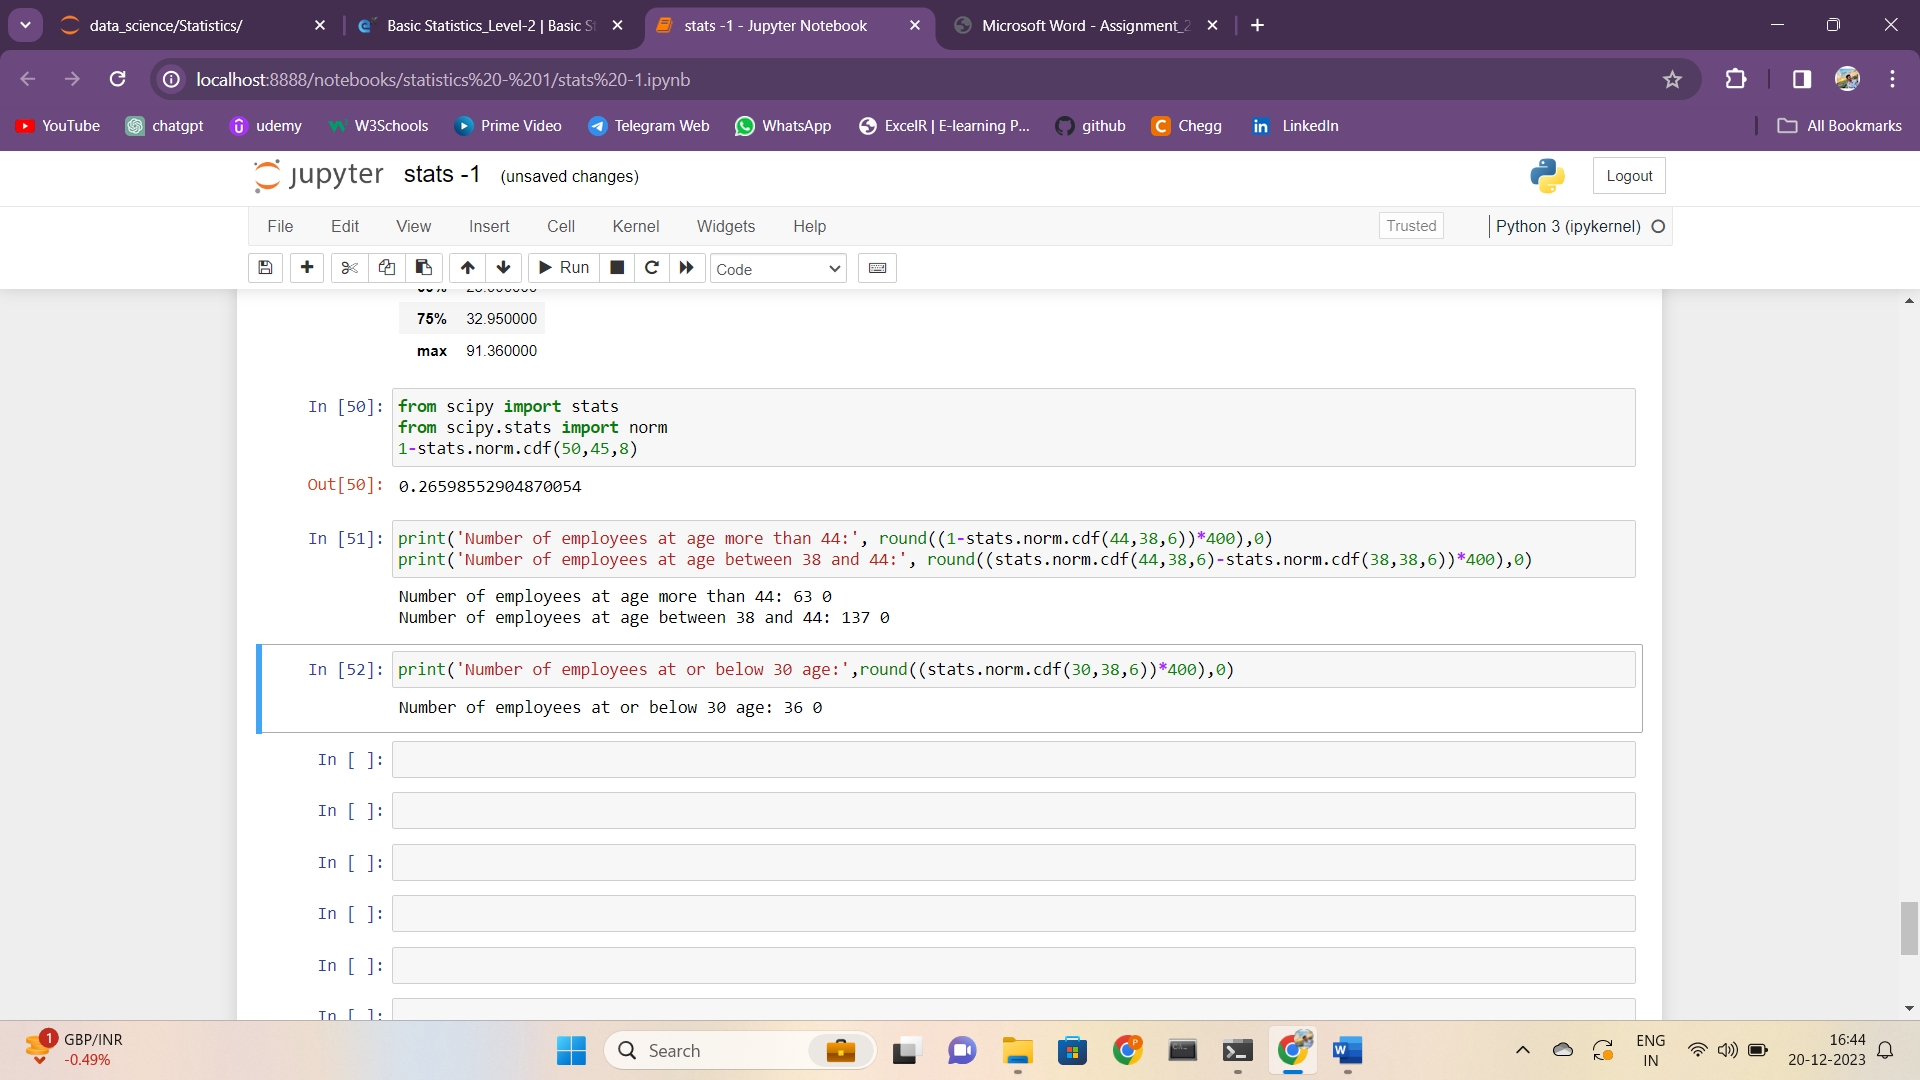 data_science/Statistics/
Basic Statistics_Level-2 | Basic S
stats -1 - Jupyter Notebook
Microsoft Word - Assignment_2
localhost:8888/notebooks/statistics%20-%201/stats%20-1.ipynb
YouTube chatgpt udemy W3Schools Prime Video Telegram Web WhatsApp ExcelR | E-learning P... github Chegg LinkedIn All Bookmarks
jupyter stats -1 (unsaved changes) Logout
File Edit View Insert Cell Kernel Widgets Help Trusted Python 3 (ipykernel)
Run Code
75% 32.950000
max 91.360000
In [50]: from scipy import stats
from scipy.stats import norm
1-stats.norm.cdf(50,45,8)
Out[50]: 0.26598552904870054
In [51]: print('Number of employees at age more than 44:', round((1-stats.norm.cdf(44,38,6))*400),0)
print('Number of employees at age between 38 and 44:', round((stats.norm.cdf(44,38,6)-stats.norm.cdf(38,38,6))*400),0)
Number of employees at age more than 44: 63 0
Number of employees at age between 38 and 44: 137 0
In [52]: print('Number of employees at or below 30 age:',round((stats.norm.cdf(30,38,6))*400),0)
Number of employees at or below 30 age: 36 0
In [ ]:
In [ ]:
In [ ]:
In [ ]:
In [ ]:
In [ ]:
1 GBP/INR
-0.49%
Search
ENG
IN
16:44
20-12-2023